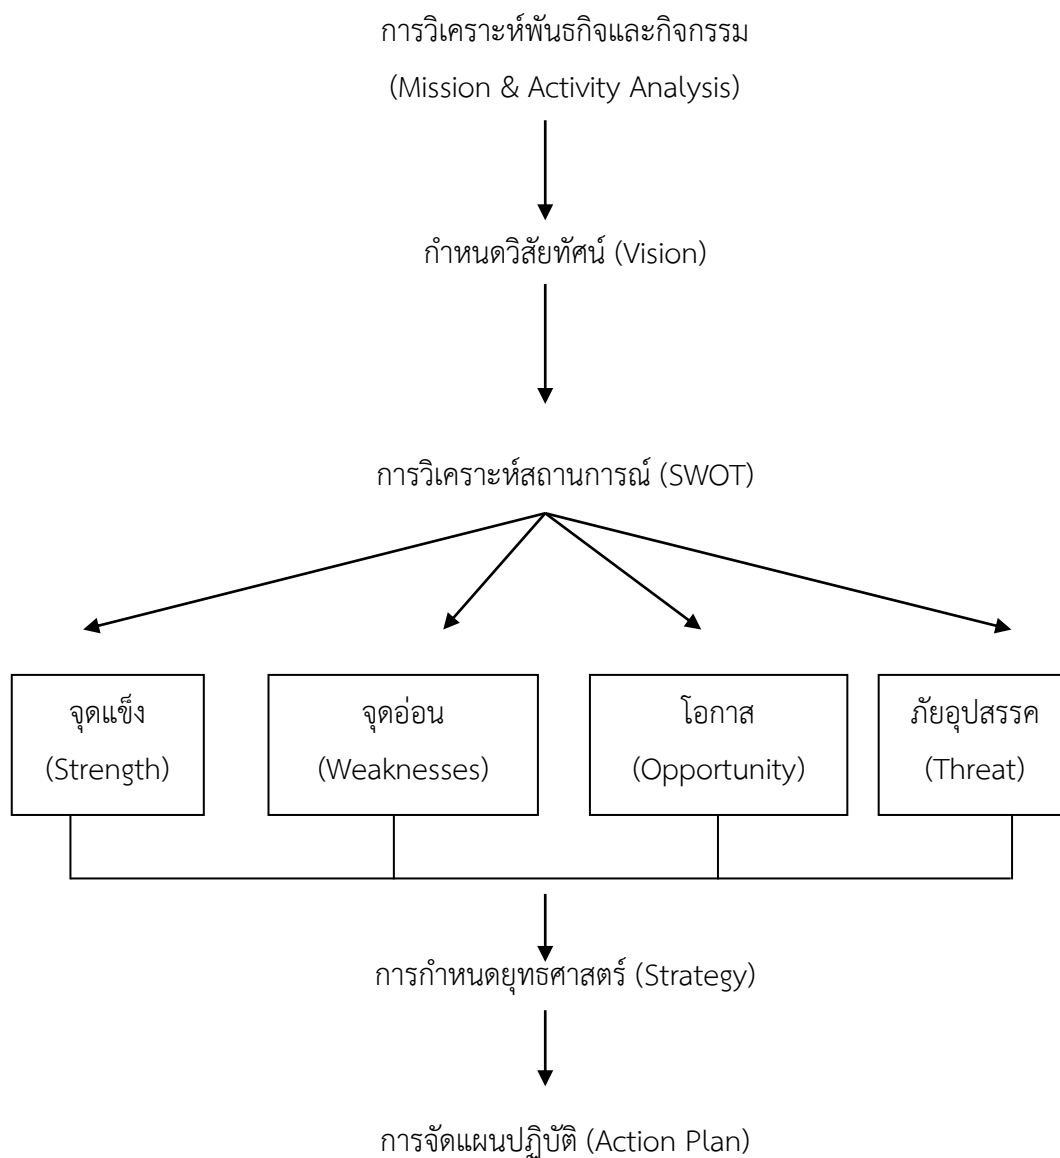 การวิเคราะห์พันธกิจและกิจกรรม
(Mission & Activity Analysis)
กำหนดวิสัยทัศน์ (Vision)
การวิเคราะห์สถานการณ์ (SWOT)
จุดแข็ง
(Strength)
จุดอ่อน
(Weaknesses)
โอกาส
(Opportunity)
ภัยอุปสรรค
(Threat)
การกำหนดยุทธศาสตร์ (Strategy)
การจัดแผนปฏิบัติ (Action Plan)